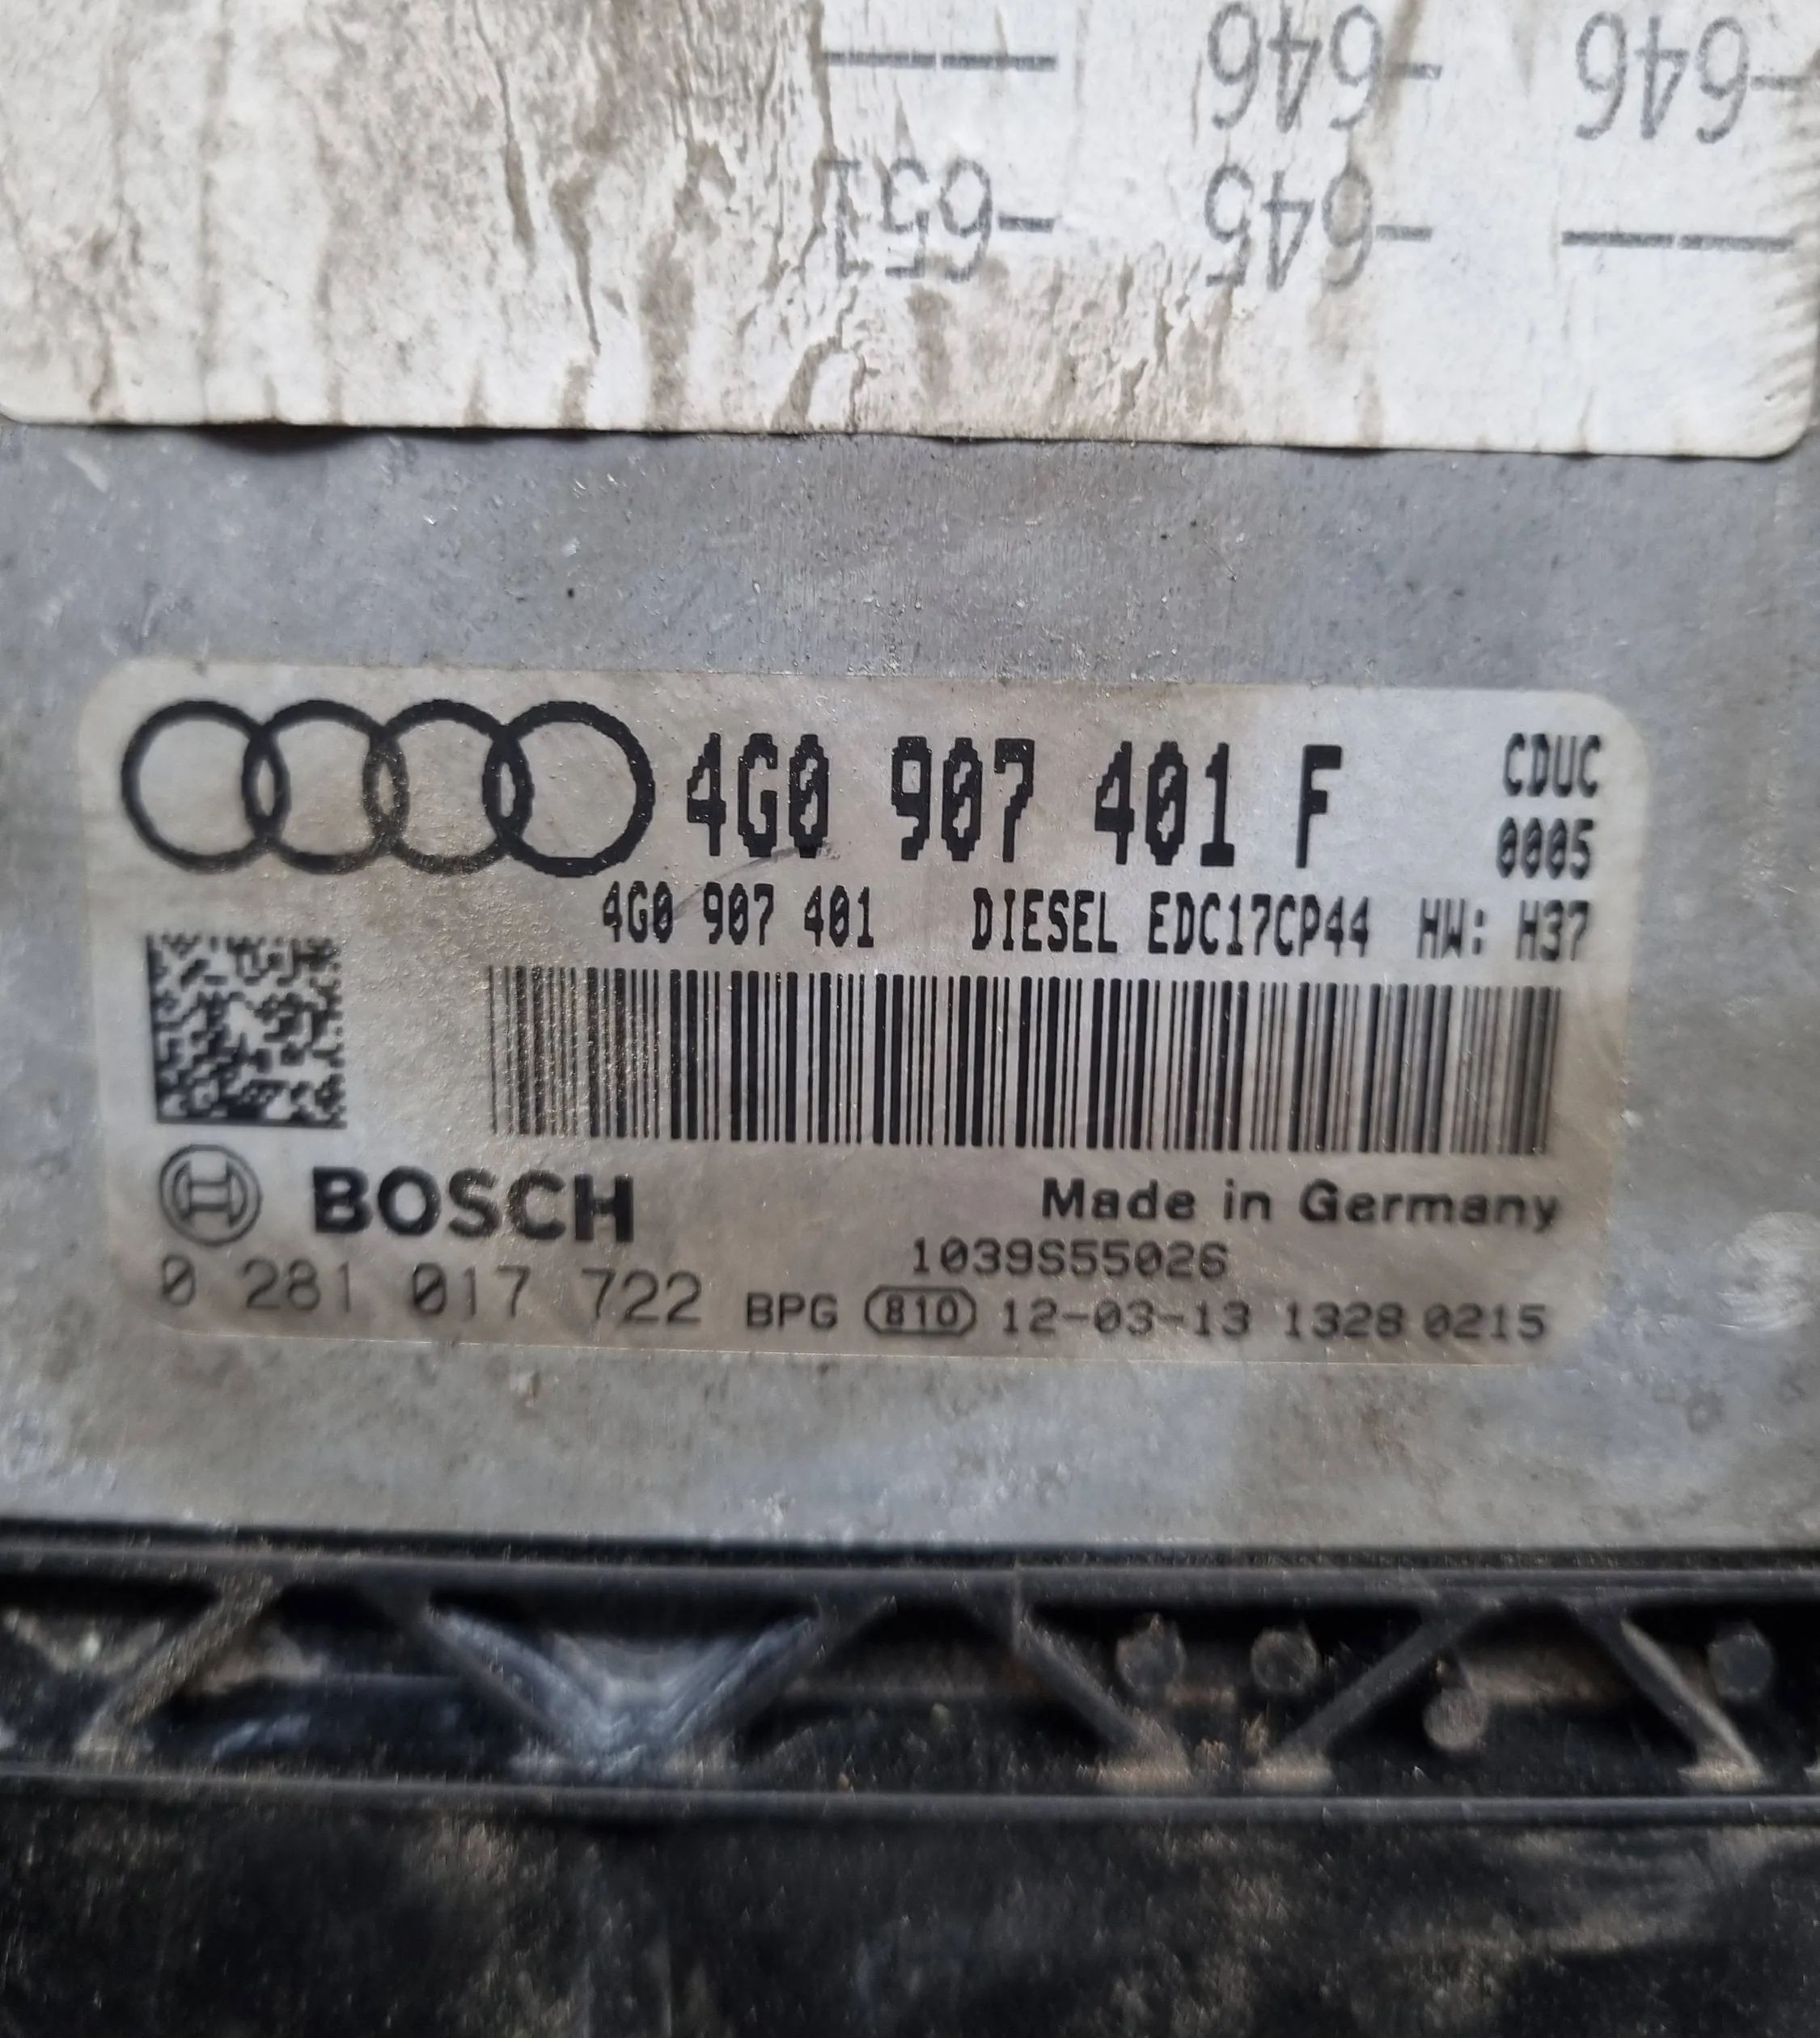 -646 -646
-645 -651
4G0 907 401 F CDUC
0005
4G0 907 401 DIESEL EDC17CP44 HW: H37
BOSCH Made in Germany
1039S55026
0 281 017 722 BPG 810 12-03-13 1328 0215